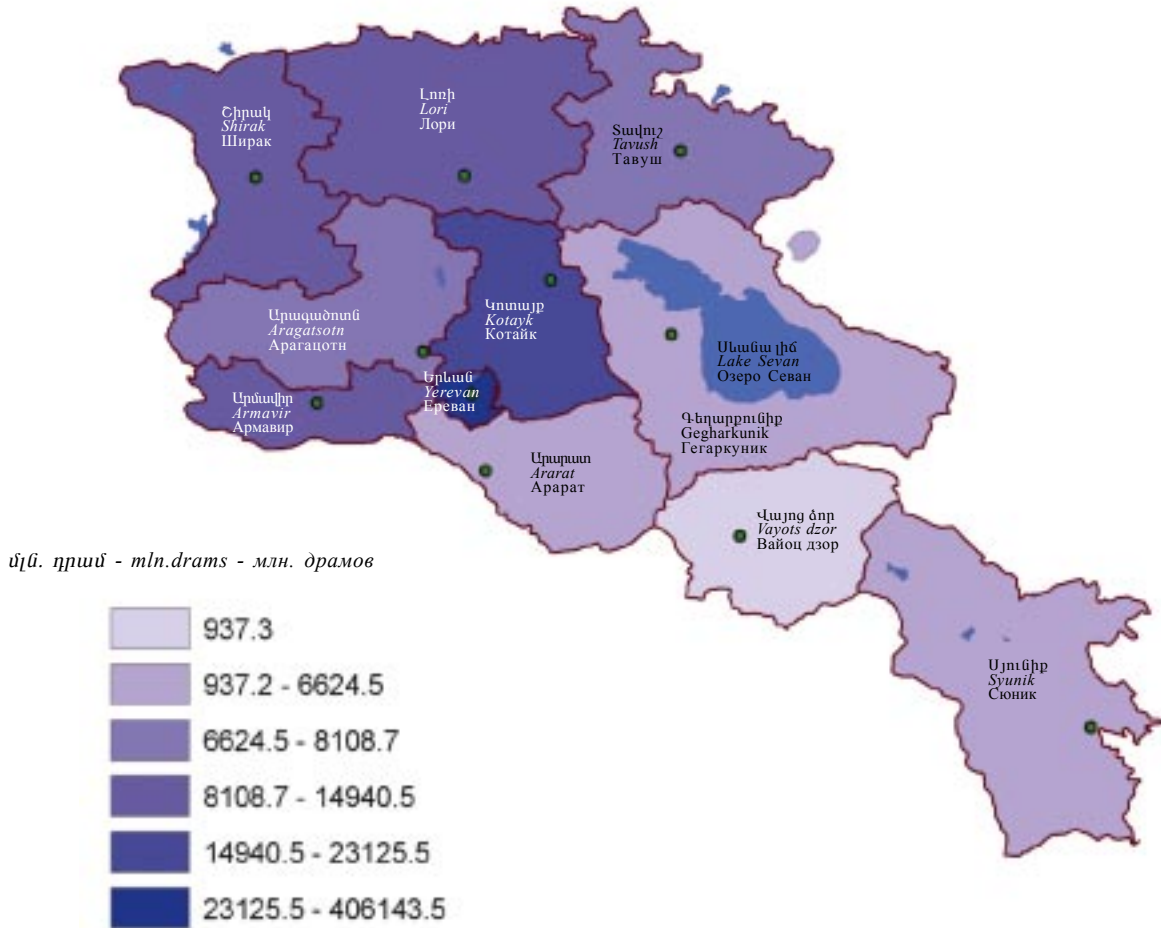 Շիրակ
Shirak
Ширак
Լոռի
Lori
Лори
Տավուշ
Tavush
Тавуш
Արագածոտն
Aragatsotn
Арагацотн
Կոտայք
Kotayk
Котайк
Սևանա լիճ
Lake Sevan
Озеро Севан
Երևան
Yerevan
Ереван
Արմավիր
Armavir
Армавир
Գեղարքունիք
Gegharkunik
Гегаркуник
Արարատ
Ararat
Арарат
Վայոց ձոր
Vayots dzor
Вайоц дзор
Սյունիք
Syunik
Сюник
մլն. դրամ - mln.drams - млн. драмов
937.3
937.2 - 6624.5
6624.5 - 8108.7
8108.7 - 14940.5
14940.5 - 23125.5
23125.5 - 406143.5